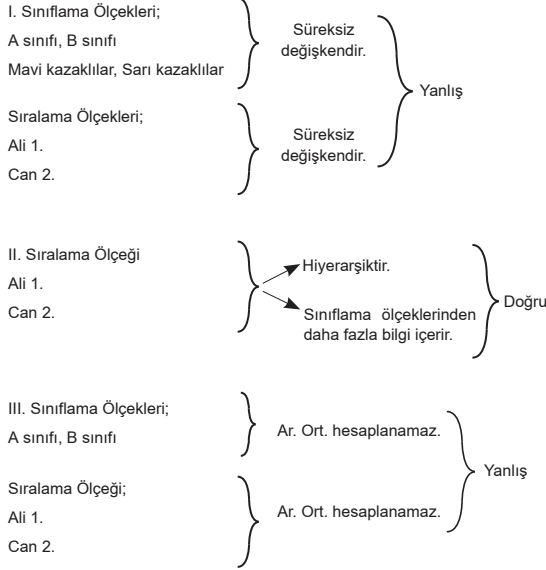 I. Sınıflama Ölçekleri;
A sınıfı, B sınıfı
Mavi kazaklılar, Sarı kazaklılar
Süreksiz
değişkendir.
Sıralama Ölçekleri;
Ali 1.
Can 2.
Süreksiz
değişkendir.
Yanlış
II. Sıralama Ölçeği
Ali 1.
Can 2.
Hiyerarşiktir.
Sınıflama ölçeklerinden
daha fazla bilgi içerir.
Doğru
III. Sınıflama Ölçekleri;
A sınıfı, B sınıfı
Ar. Ort. hesaplanamaz.
Sıralama Ölçeği;
Ali 1.
Can 2.
Ar. Ort. hesaplanamaz.
Yanlış